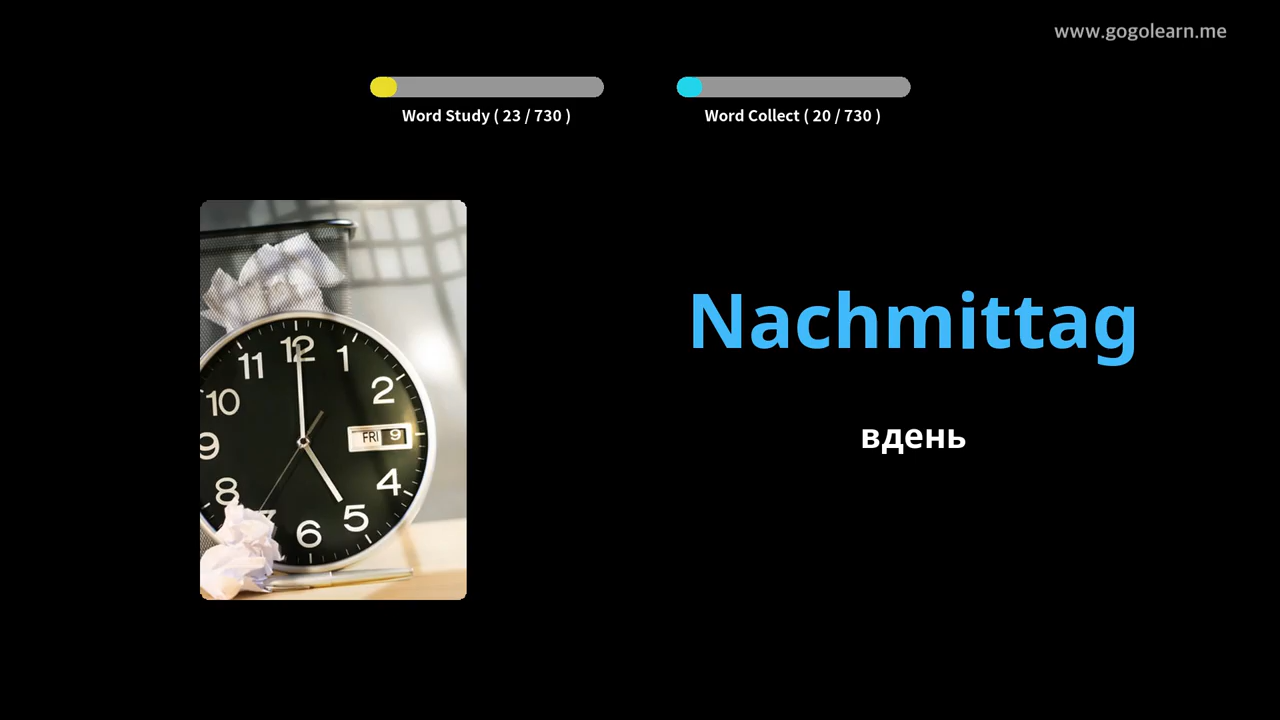 www.gogolearn.me
Word Study ( 23 / 730 )
Word Collect ( 20 / 730 )
Nachmittag
вдень
12
11
1
10
2
9
FRI 9
8
4
7
5
6